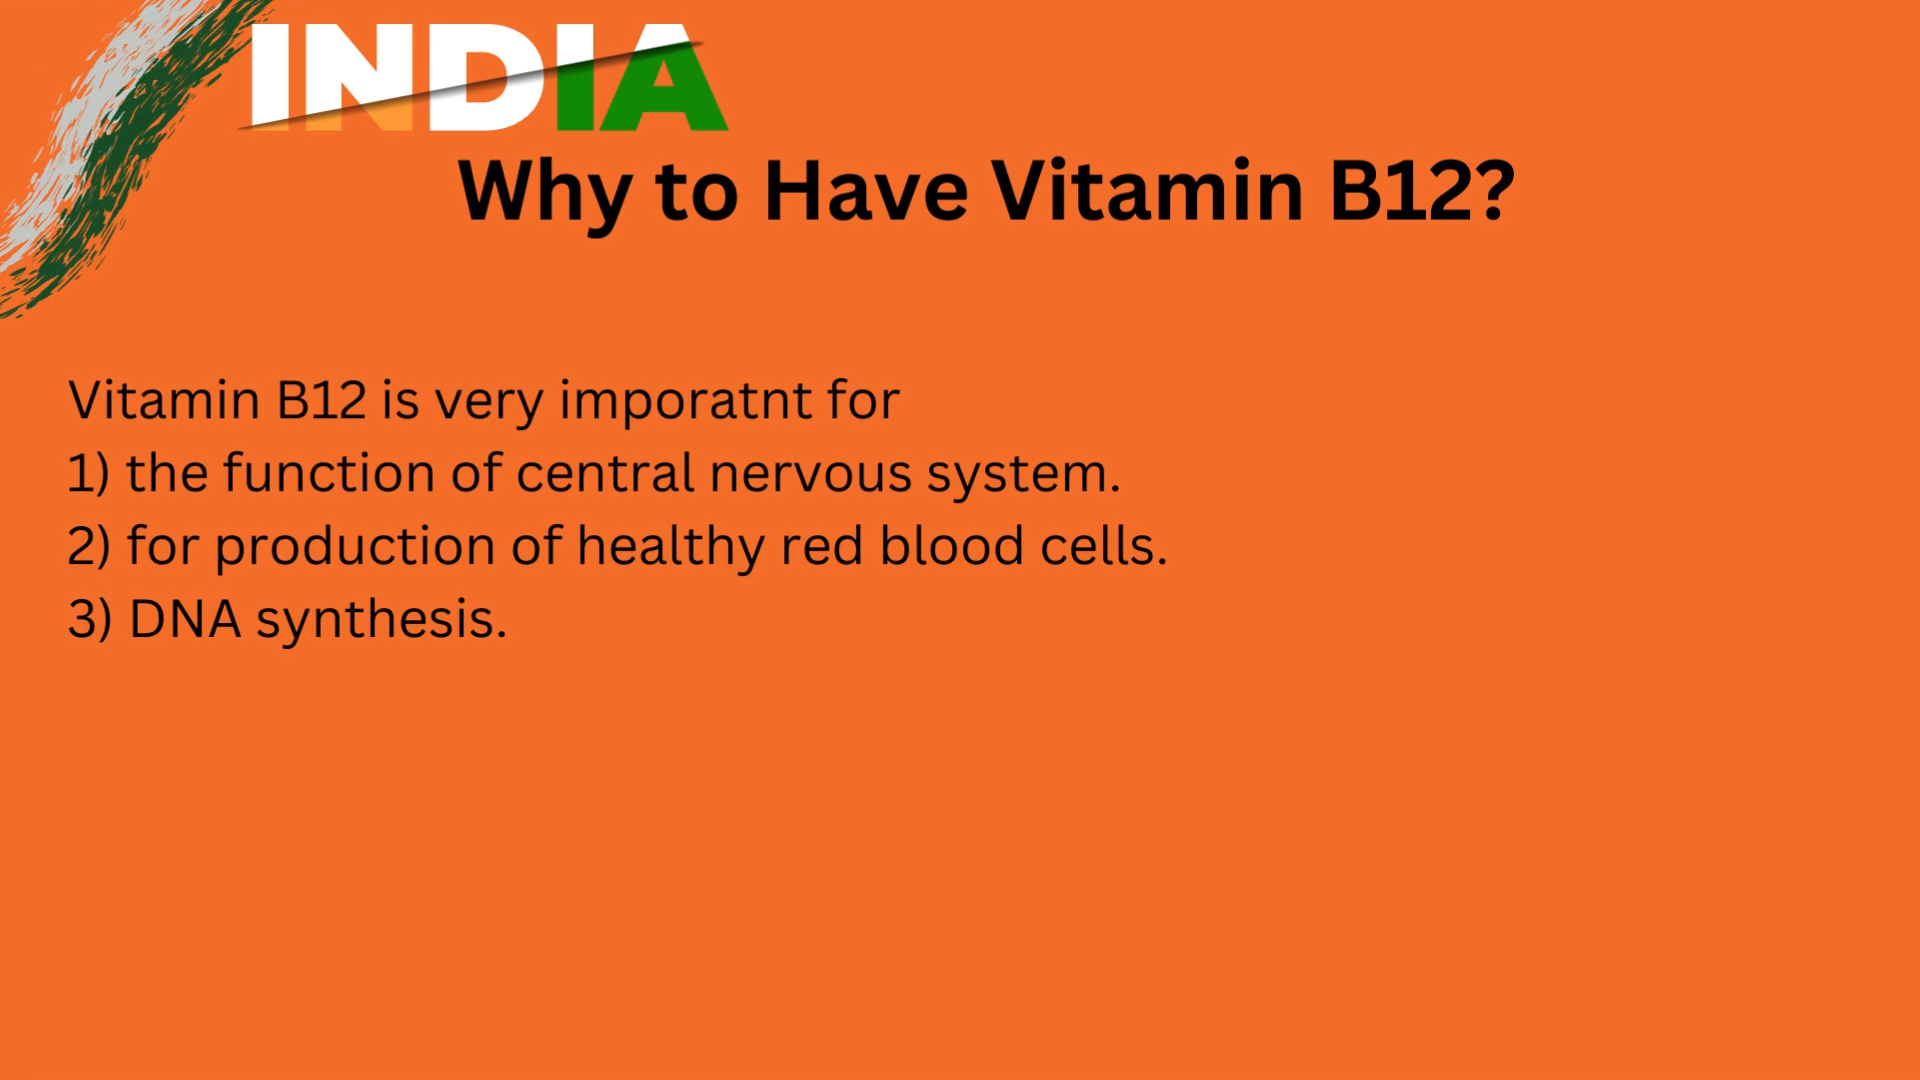 INDIA
Why to Have Vitamin B12?
Vitamin B12 is very imporatnt for
1) the function of central nervous system.
2) for production of healthy red blood cells.
3) DNA synthesis.